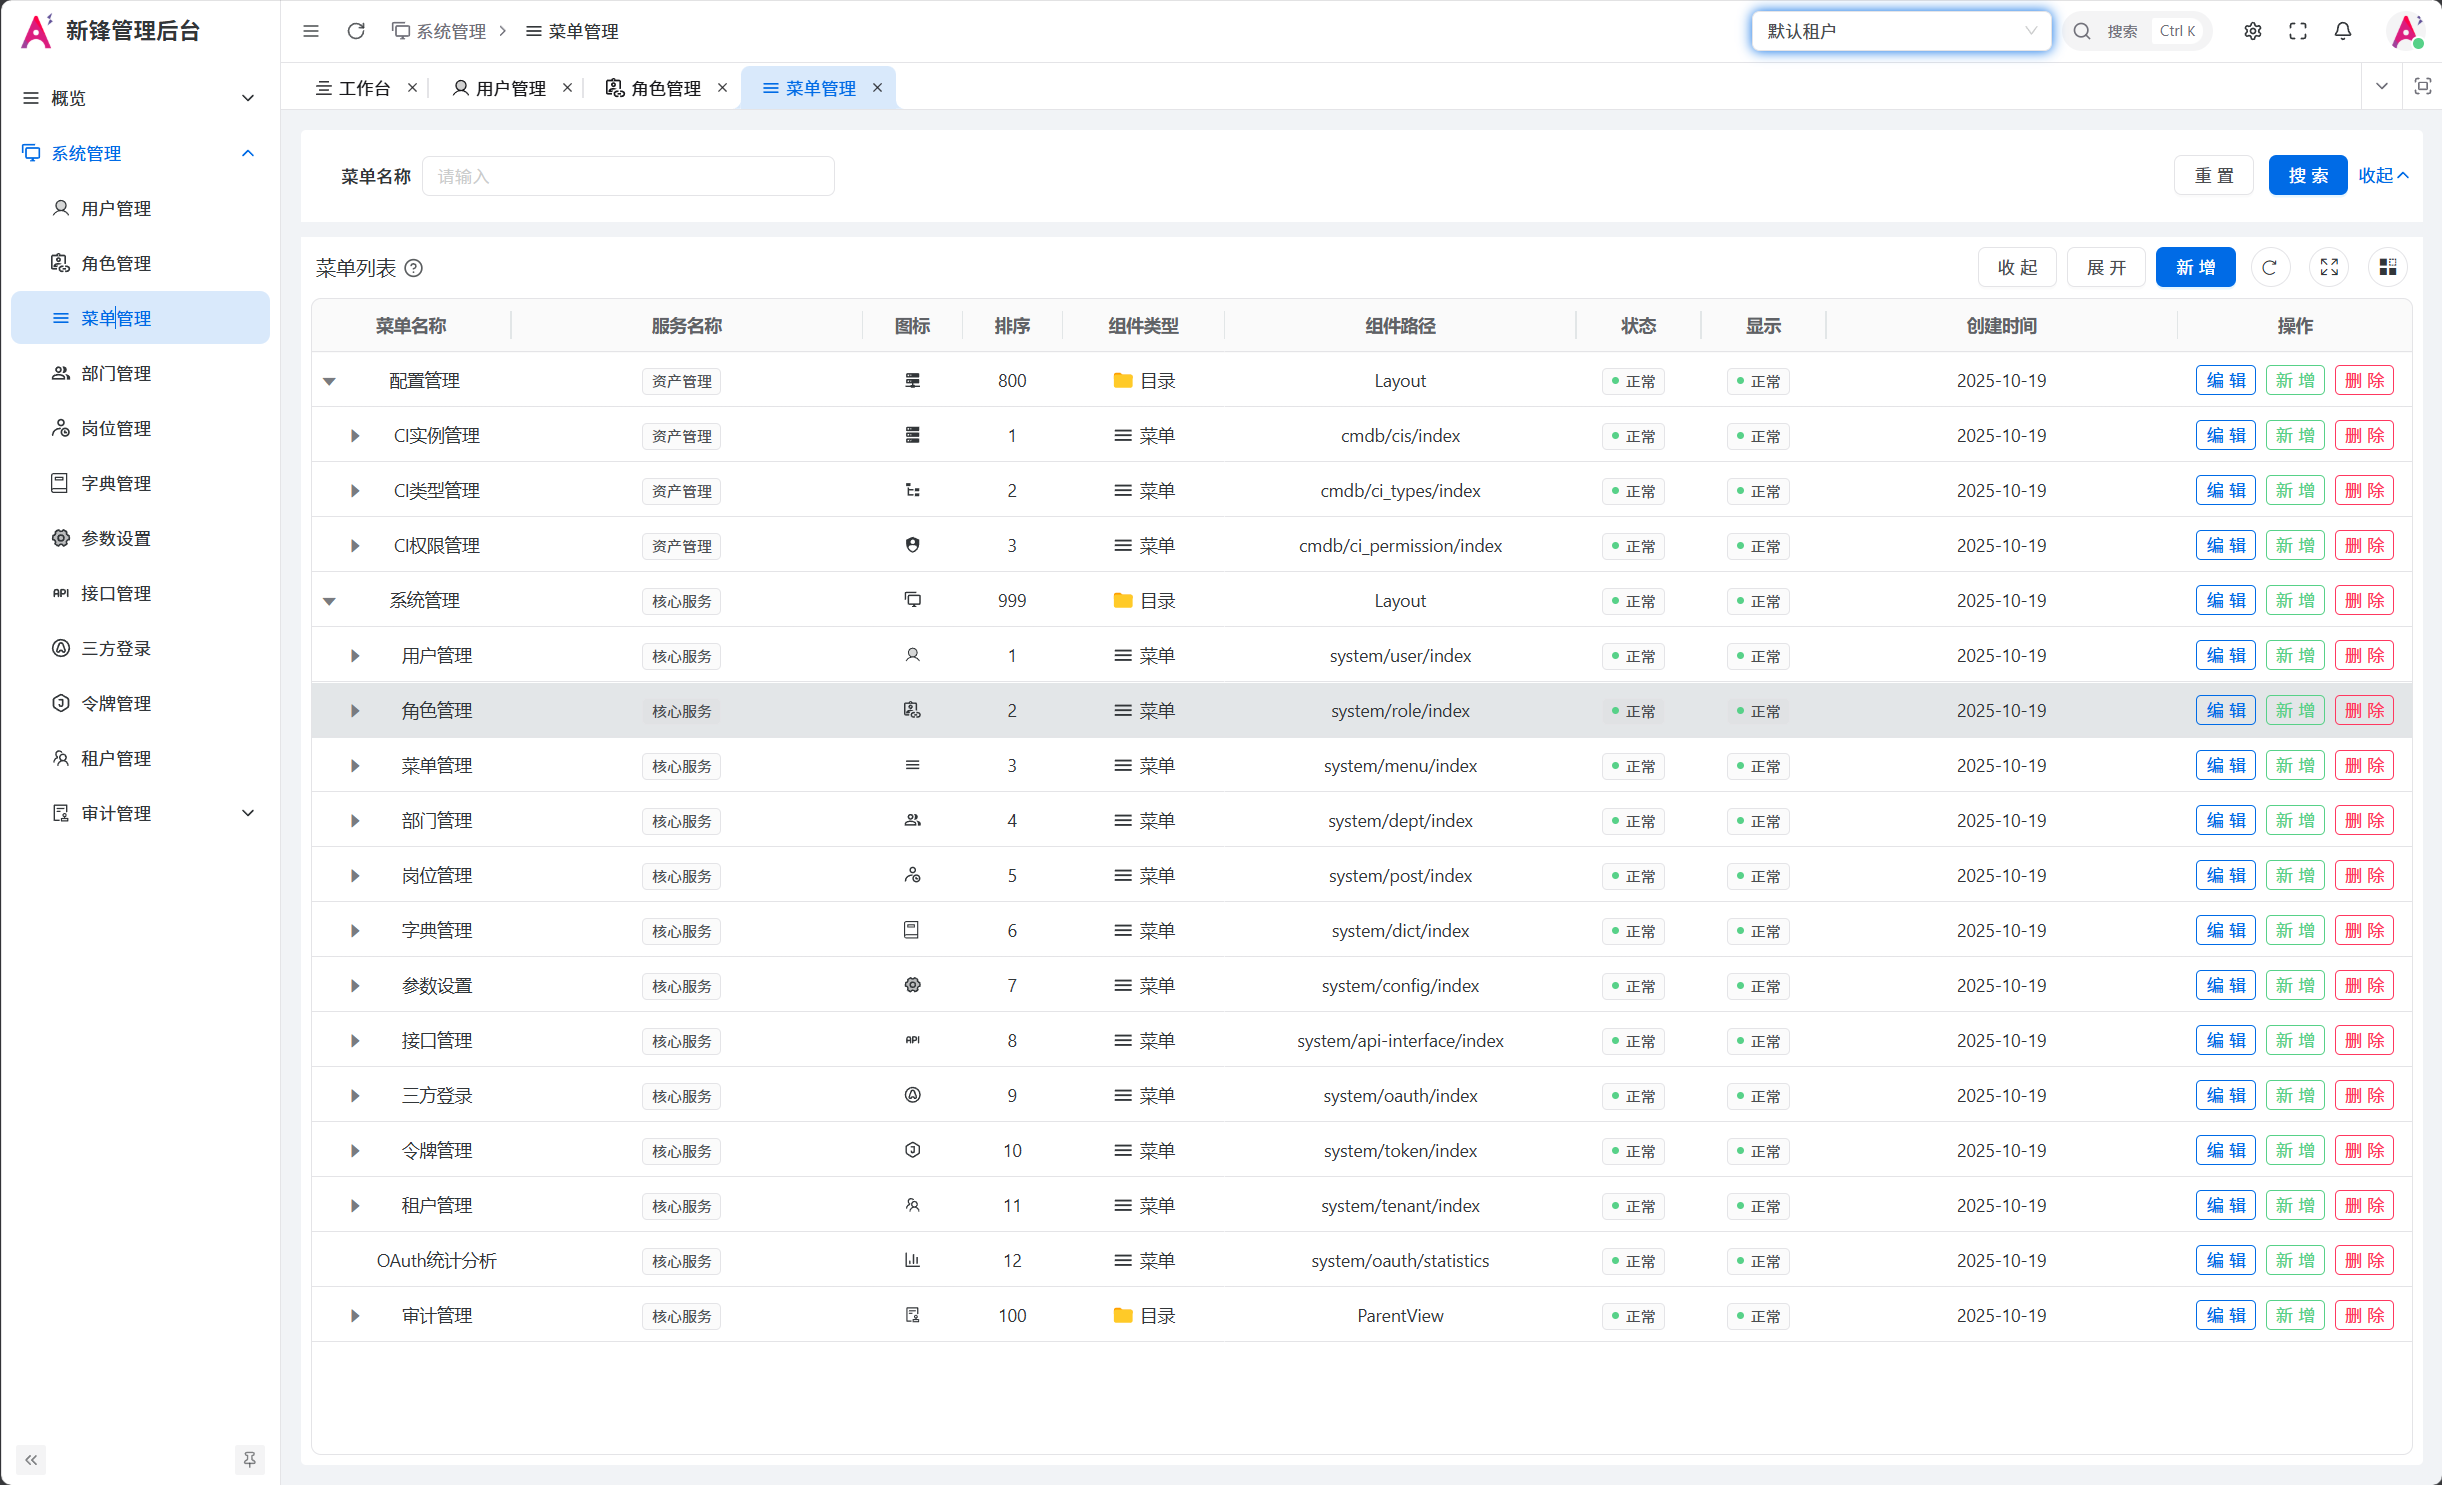 新锋管理后台
系统管理 > 菜单管理
默认租户
搜索 Ctrl K
工作台 用户管理 角色管理 菜单管理
概览
系统管理
用户管理
角色管理
菜单管理
部门管理
岗位管理
字典管理
参数设置
API 接口管理
三方登录
令牌管理
租户管理
审计管理
菜单名称 请输入 重 置 搜 索 收起
菜单列表 收 起 展 开 新 增
菜单名称 服务名称 图标 排序 组件类型 组件路径 状态 显示 创建时间 操作
配置管理 资产管理 800 目录 Layout 正常 正常 2025-10-19 编 辑 新 增 删 除
CI实例管理 资产管理 1 菜单 cmdb/cis/index 正常 正常 2025-10-19 编 辑 新 增 删 除
CI类型管理 资产管理 2 菜单 cmdb/ci_types/index 正常 正常 2025-10-19 编 辑 新 增 删 除
CI权限管理 资产管理 3 菜单 cmdb/ci_permission/index 正常 正常 2025-10-19 编 辑 新 增 删 除
系统管理 核心服务 999 目录 Layout 正常 正常 2025-10-19 编 辑 新 增 删 除
用户管理 核心服务 1 菜单 system/user/index 正常 正常 2025-10-19 编 辑 新 增 删 除
角色管理 核心服务 2 菜单 system/role/index 正常 正常 2025-10-19 编 辑 新 增 删 除
菜单管理 核心服务 3 菜单 system/menu/index 正常 正常 2025-10-19 编 辑 新 增 删 除
部门管理 核心服务 4 菜单 system/dept/index 正常 正常 2025-10-19 编 辑 新 增 删 除
岗位管理 核心服务 5 菜单 system/post/index 正常 正常 2025-10-19 编 辑 新 增 删 除
字典管理 核心服务 6 菜单 system/dict/index 正常 正常 2025-10-19 编 辑 新 增 删 除
参数设置 核心服务 7 菜单 system/config/index 正常 正常 2025-10-19 编 辑 新 增 删 除
接口管理 核心服务 API 8 菜单 system/api-interface/index 正常 正常 2025-10-19 编 辑 新 增 删 除
三方登录 核心服务 9 菜单 system/oauth/index 正常 正常 2025-10-19 编 辑 新 增 删 除
令牌管理 核心服务 10 菜单 system/token/index 正常 正常 2025-10-19 编 辑 新 增 删 除
租户管理 核心服务 11 菜单 system/tenant/index 正常 正常 2025-10-19 编 辑 新 增 删 除
OAuth统计分析 核心服务 12 菜单 system/oauth/statistics 正常 正常 2025-10-19 编 辑 新 增 删 除
审计管理 核心服务 100 目录 ParentView 正常 正常 2025-10-19 编 辑 新 增 删 除